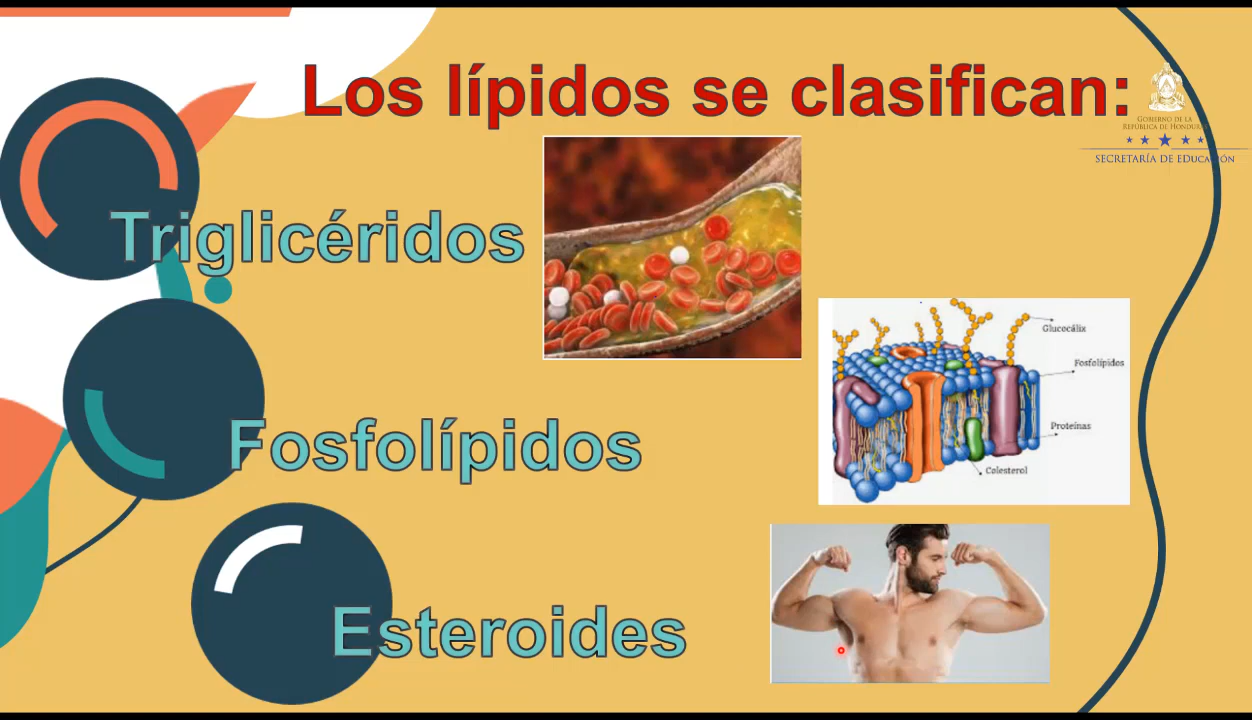 Los lípidos se clasifican:
GOBIERNO DE LA
REPÚBLICA DE HONDURAS
SECRETARÍA DE EDUCACIÓN
Triglicéridos
Glucocálix
Fosfolípidos
Proteínas
Colesterol
Fosfolípidos
Esteroides